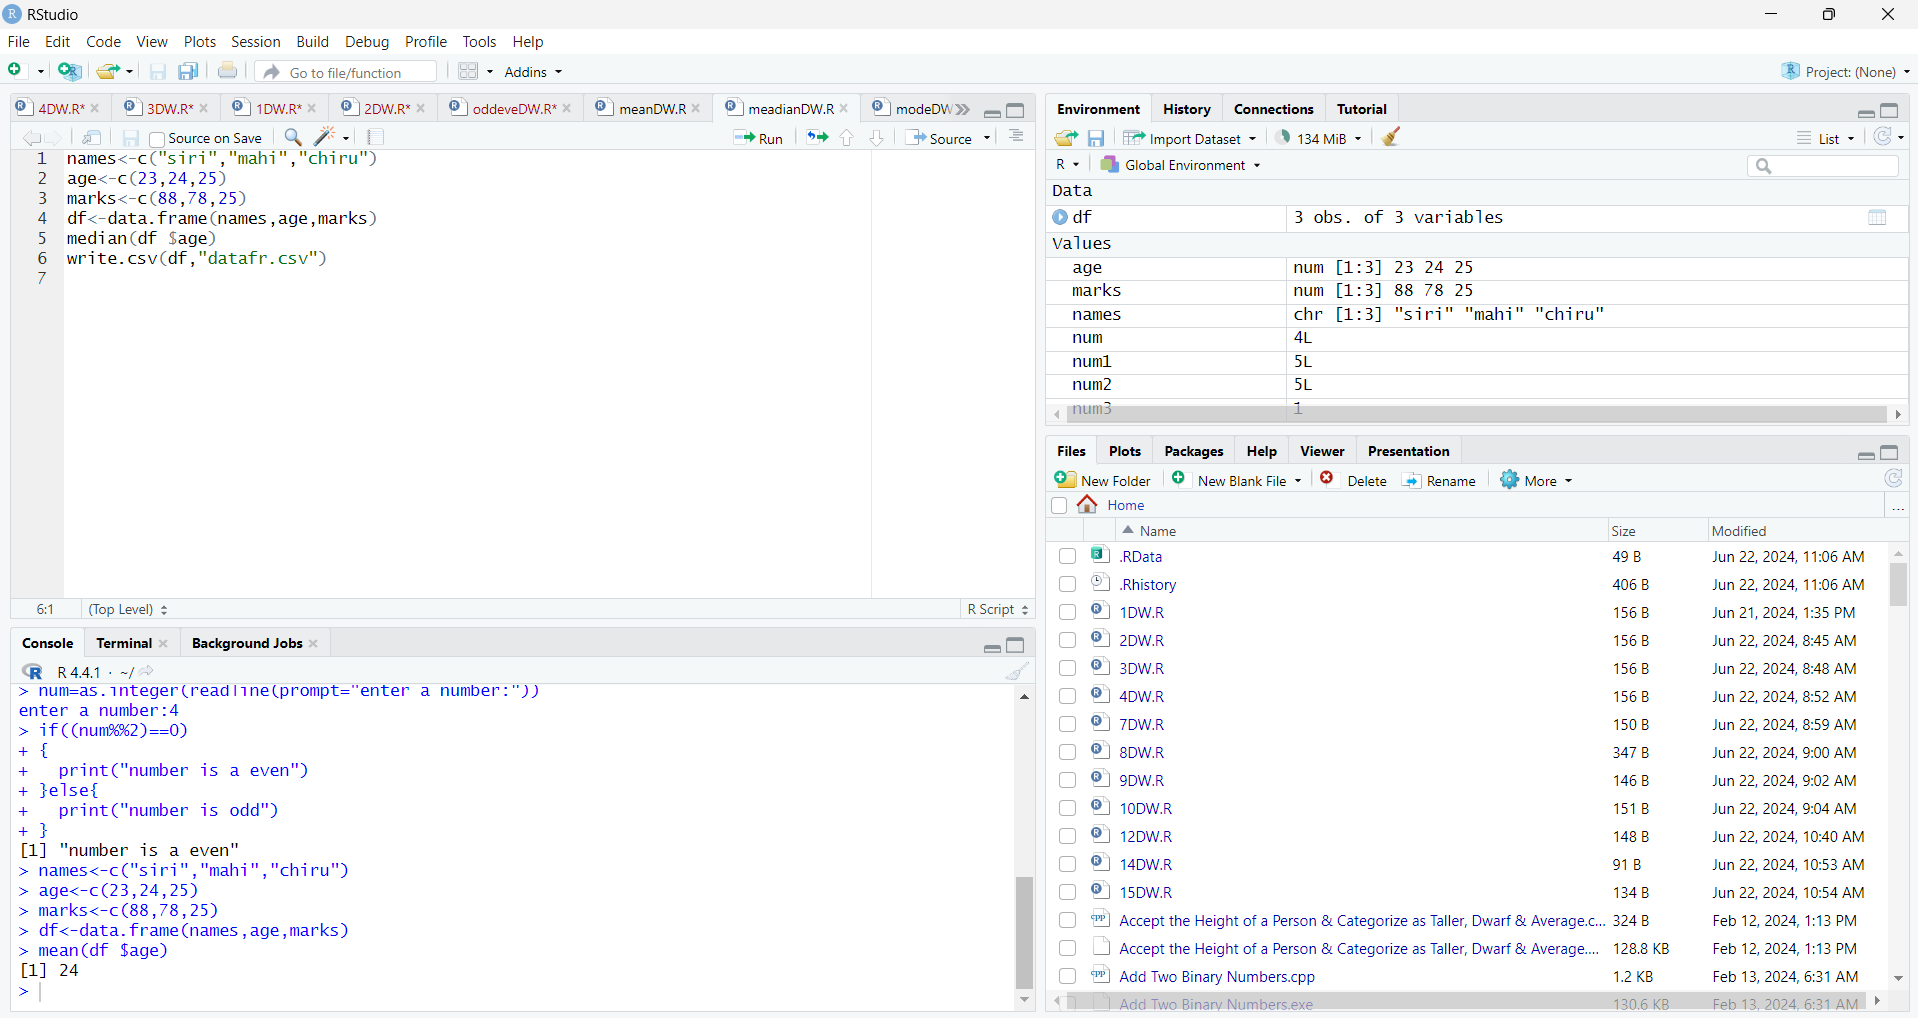 RStudio
File Edit Code View Plots Session Build Debug Profile Tools Help
Go to file/function Addins Project: (None)
4DW.R* 3DW.R* 1DW.R* 2DW.R* oddeveDW.R* meanDW.R meadianDW.R modeDW
Source on Save Run Source
1 names<-c("siri","mahi","chiru")
2 age<-c(23,24,25)
3 marks<-c(88,78,25)
4 df<-data.frame(names,age,marks)
5 median(df $age)
6 write.csv(df,"datafr.csv")
7
6:1 (Top Level) R Script
Console Terminal Background Jobs
R 4.4.1 · ~/
> num=as.integer(readline(prompt="enter a number:"))
enter a number:4
> if((num%%2)==0)
+ {
+   print("number is a even")
+ }else{
+   print("number is odd")
+ }
[1] "number is a even"
> names<-c("siri","mahi","chiru")
> age<-c(23,24,25)
> marks<-c(88,78,25)
> df<-data.frame(names,age,marks)
> mean(df $age)
[1] 24
>
Environment History Connections Tutorial
Import Dataset 134 MiB List
R Global Environment
Data
df 3 obs. of 3 variables
Values
age num [1:3] 23 24 25
marks num [1:3] 88 78 25
names chr [1:3] "siri" "mahi" "chiru"
num 4L
num1 5L
num2 5L
num3 1
Files Plots Packages Help Viewer Presentation
New Folder New Blank File Delete Rename More
Home ...
Name Size Modified
.RData 49 B Jun 22, 2024, 11:06 AM
.Rhistory 406 B Jun 22, 2024, 11:06 AM
1DW.R 156 B Jun 21, 2024, 1:35 PM
2DW.R 156 B Jun 22, 2024, 8:45 AM
3DW.R 156 B Jun 22, 2024, 8:48 AM
4DW.R 156 B Jun 22, 2024, 8:52 AM
7DW.R 150 B Jun 22, 2024, 8:59 AM
8DW.R 347 B Jun 22, 2024, 9:00 AM
9DW.R 146 B Jun 22, 2024, 9:02 AM
10DW.R 151 B Jun 22, 2024, 9:04 AM
12DW.R 148 B Jun 22, 2024, 10:40 AM
14DW.R 91 B Jun 22, 2024, 10:53 AM
15DW.R 134 B Jun 22, 2024, 10:54 AM
Accept the Height of a Person & Categorize as Taller, Dwarf & Average.c... 324 B Feb 12, 2024, 1:13 PM
Accept the Height of a Person & Categorize as Taller, Dwarf & Average.... 128.8 KB Feb 12, 2024, 1:13 PM
Add Two Binary Numbers.cpp 1.2 KB Feb 13, 2024, 6:31 AM
Add Two Binary Numbers.exe 130.6 KB Feb 13, 2024, 6:31 AM